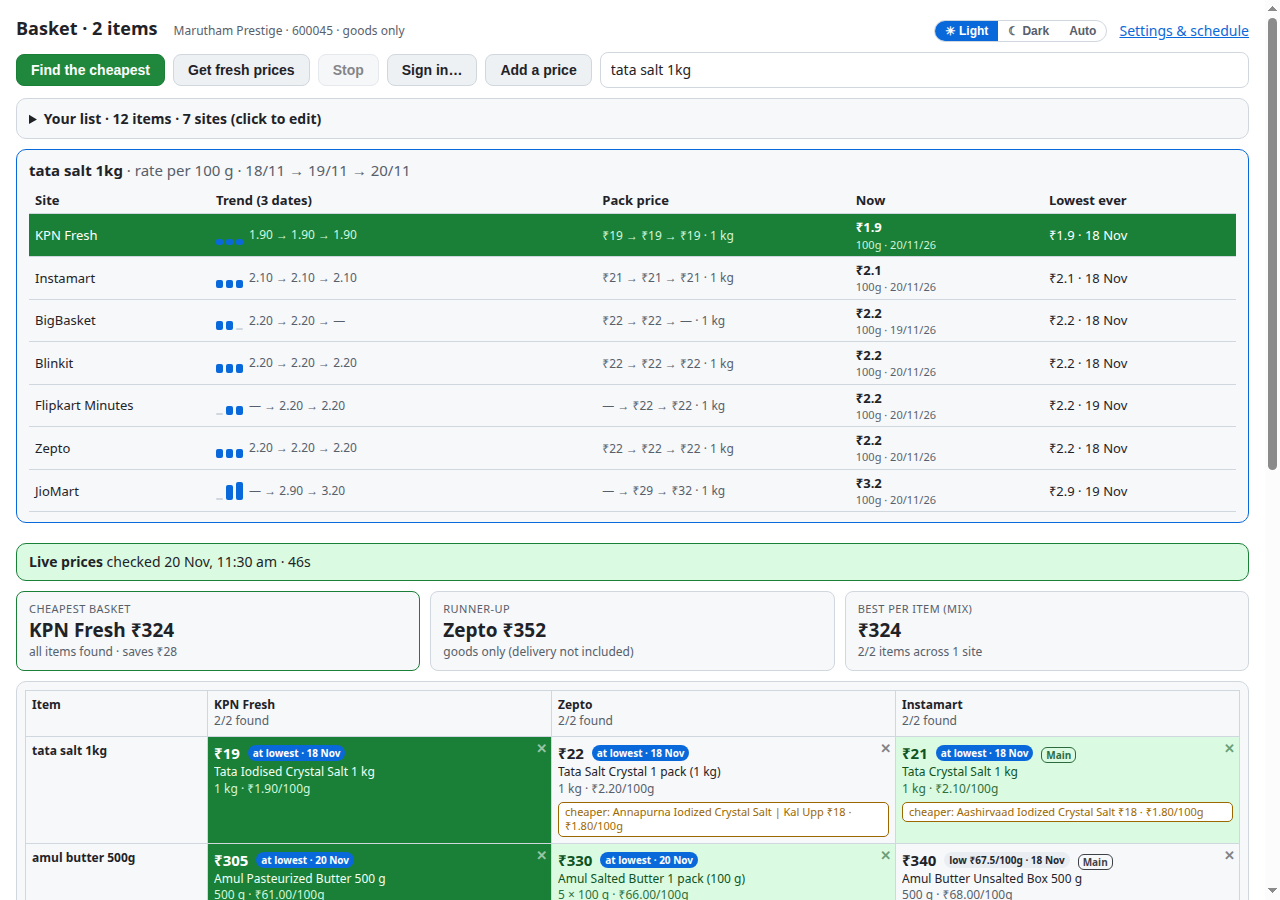 Basket · 2 items Marutham Prestige · 600045 · goods only ☀ Light ☾ Dark Auto Settings & schedule
Find the cheapest Get fresh prices Stop Sign in… Add a price tata salt 1kg
▶ Your list · 12 items · 7 sites (click to edit)
tata salt 1kg · rate per 100 g · 18/11 → 19/11 → 20/11
Site Trend (3 dates) Pack price Now Lowest ever
KPN Fresh 1.90 → 1.90 → 1.90 ₹19 → ₹19 → ₹19 · 1 kg ₹1.9 ₹1.9 · 18 Nov
100g · 20/11/26
Instamart 2.10 → 2.10 → 2.10 ₹21 → ₹21 → ₹21 · 1 kg ₹2.1 ₹2.1 · 18 Nov
100g · 20/11/26
BigBasket 2.20 → 2.20 → — ₹22 → ₹22 → — · 1 kg ₹2.2 ₹2.2 · 18 Nov
100g · 19/11/26
Blinkit 2.20 → 2.20 → 2.20 ₹22 → ₹22 → ₹22 · 1 kg ₹2.2 ₹2.2 · 18 Nov
100g · 20/11/26
Flipkart Minutes — → 2.20 → 2.20 — → ₹22 → ₹22 · 1 kg ₹2.2 ₹2.2 · 19 Nov
100g · 20/11/26
Zepto 2.20 → 2.20 → 2.20 ₹22 → ₹22 → ₹22 · 1 kg ₹2.2 ₹2.2 · 18 Nov
100g · 20/11/26
JioMart — → 2.90 → 3.20 — → ₹29 → ₹32 · 1 kg ₹3.2 ₹2.9 · 19 Nov
100g · 20/11/26
Live prices checked 20 Nov, 11:30 am · 46s
CHEAPEST BASKET
KPN Fresh ₹324
all items found · saves ₹28
RUNNER-UP
Zepto ₹352
goods only (delivery not included)
BEST PER ITEM (MIX)
₹324
2/2 items across 1 site
Item KPN Fresh Zepto Instamart
2/2 found 2/2 found 2/2 found
tata salt 1kg
₹19 at lowest · 18 Nov ×
Tata Iodised Crystal Salt 1 kg
1 kg · ₹1.90/100g
₹22 at lowest · 18 Nov ×
Tata Salt Crystal 1 pack (1 kg)
1 kg · ₹2.20/100g
cheaper: Annapurna Iodized Crystal Salt | Kal Upp ₹18 ·
₹1.80/100g
₹21 at lowest · 18 Nov Main ×
Tata Crystal Salt 1 kg
1 kg · ₹2.10/100g
cheaper: Aashirvaad Iodized Crystal Salt ₹18 · ₹1.80/100g
amul butter 500g
₹305 at lowest · 20 Nov ×
Amul Pasteurized Butter 500 g
500 g · ₹61.00/100g
₹330 at lowest · 20 Nov ×
Amul Salted Butter 1 pack (100 g)
5 × 100 g · ₹66.00/100g
₹340 low ₹67.5/100g · 18 Nov Main ×
Amul Butter Unsalted Box 500 g
500 g · ₹68.00/100g